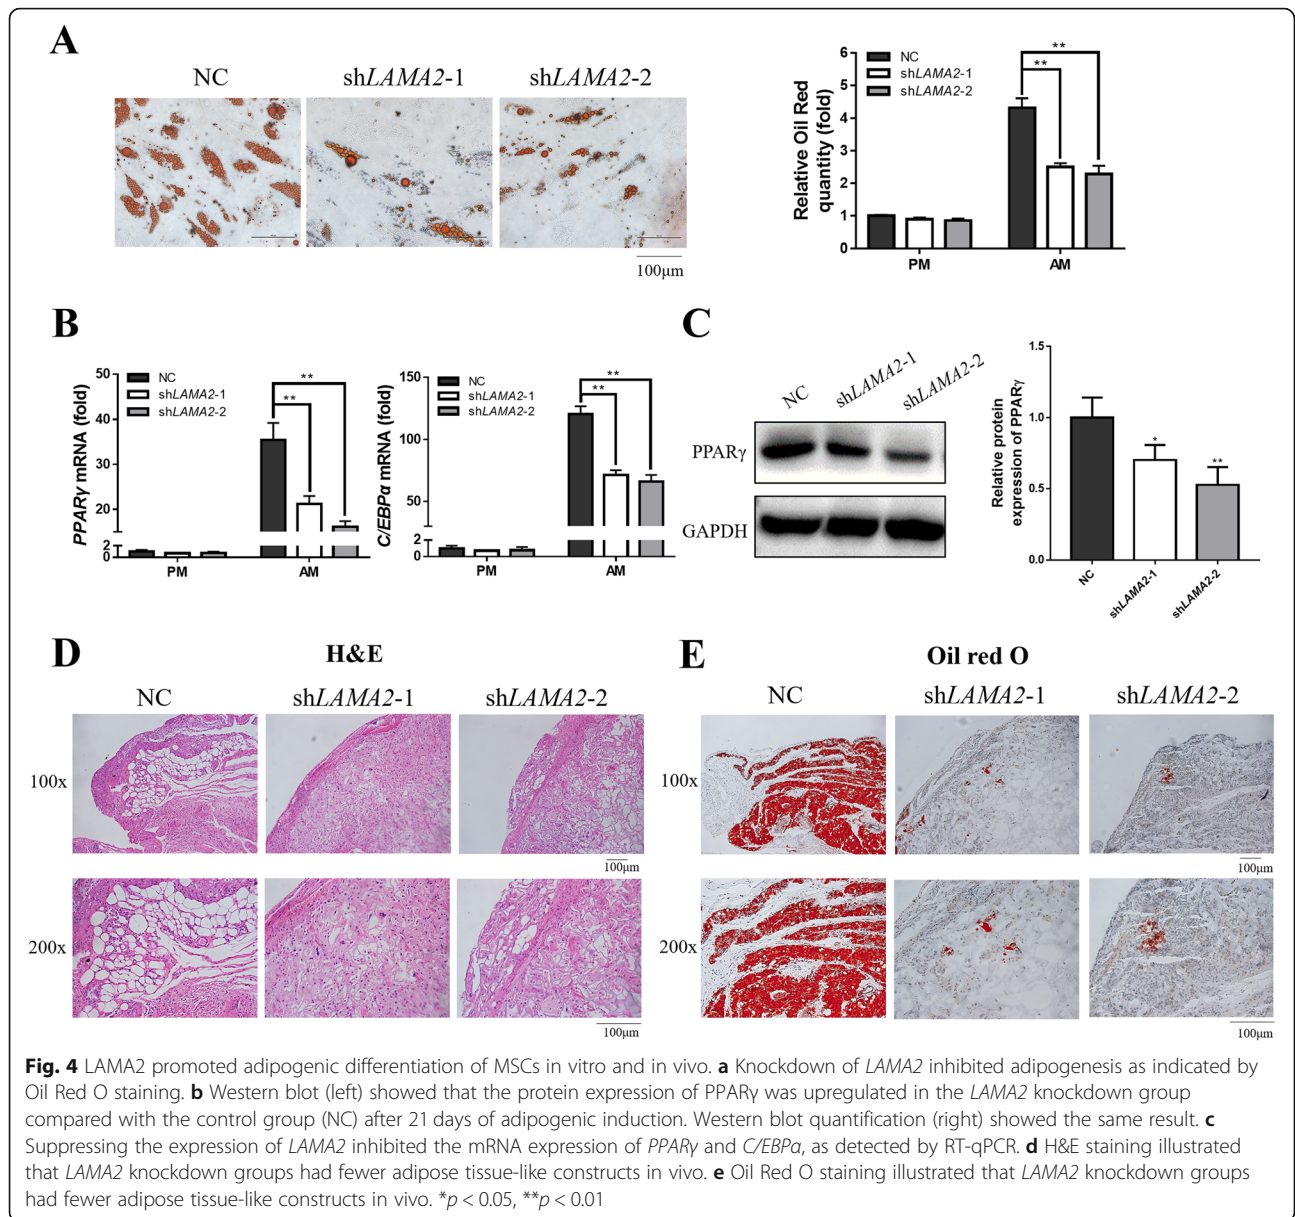 A
NC shLAMA2-1 shLAMA2-2
100µm
Relative Oil Red
quantity (fold)
6
5
4
3
2
1
0
NC
shLAMA2-1
shLAMA2-2
**
**
PM AM
B
PPARγ mRNA (fold)
50
40
30
20
2
0
NC
shLAMA2-1
shLAMA2-2
**
**
PM AM
C/EBPα mRNA (fold)
150
100
50
2
0
NC
shLAMA2-1
shLAMA2-2
**
**
PM AM
C
NC shLAMA2-1 shLAMA2-2
PPARγ
GAPDH
Relative protein
expression of PPARγ
1.5
1.0
0.5
0.0
*
**
NC shLAMA2-1 shLAMA2-2
D
H&E
NC shLAMA2-1 shLAMA2-2
100x
100µm
200x
100µm
E
Oil red O
NC shLAMA2-1 shLAMA2-2
100x
100µm
200x
100µm
Fig. 4 LAMA2 promoted adipogenic differentiation of MSCs in vitro and in vivo. a Knockdown of LAMA2 inhibited adipogenesis as indicated by
Oil Red O staining. b Western blot (left) showed that the protein expression of PPARγ was upregulated in the LAMA2 knockdown group
compared with the control group (NC) after 21 days of adipogenic induction. Western blot quantification (right) showed the same result. c
Suppressing the expression of LAMA2 inhibited the mRNA expression of PPARγ and C/EBPα, as detected by RT-qPCR. d H&E staining illustrated
that LAMA2 knockdown groups had fewer adipose tissue-like constructs in vivo. e Oil Red O staining illustrated that LAMA2 knockdown groups
had fewer adipose tissue-like constructs in vivo. *p < 0.05, **p < 0.01